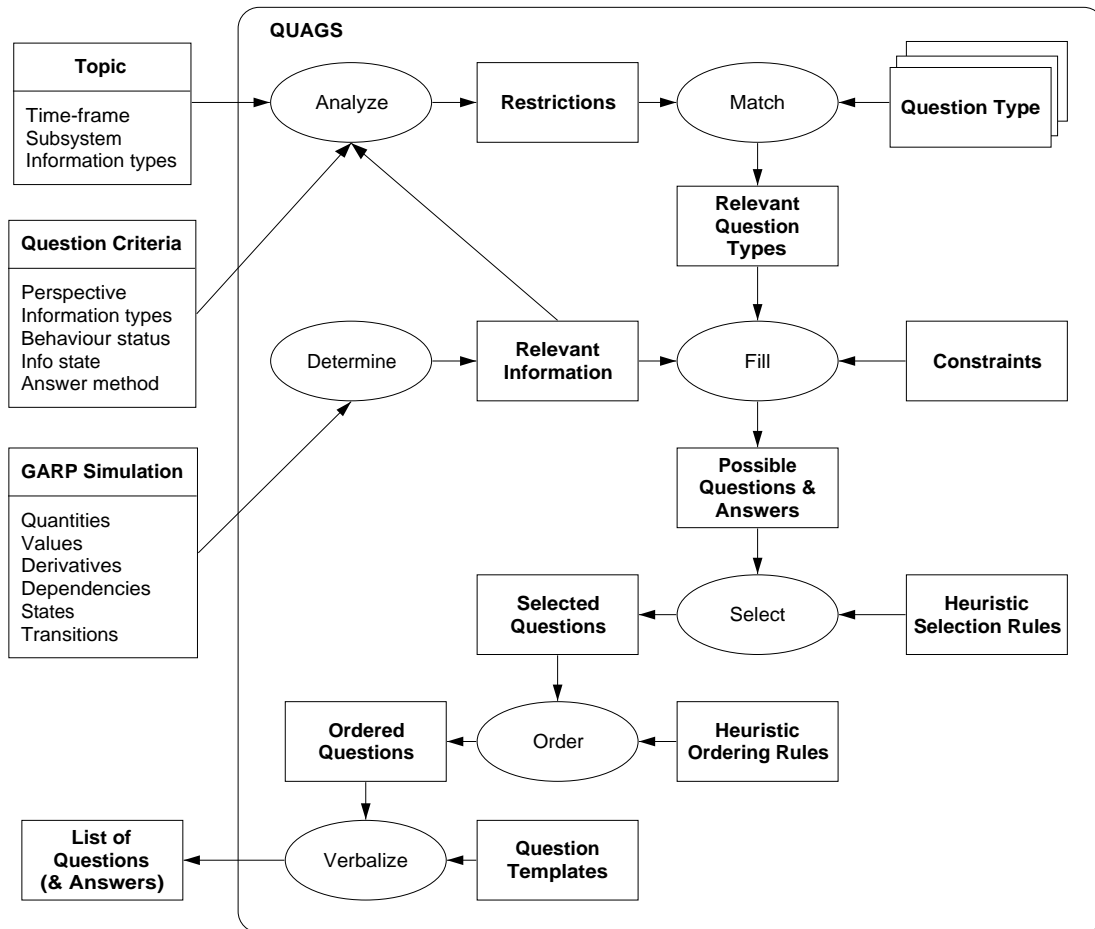 QUAGS
Topic
Time-frame
Subsystem
Information types
Analyze
Restrictions
Match
Question Type
Relevant
Question
Types
Question Criteria
Perspective
Information types
Behaviour status
Info state
Answer method
Determine
Relevant
Information
Fill
Constraints
GARP Simulation
Quantities
Values
Derivatives
Dependencies
States
Transitions
Possible
Questions &
Answers
Selected
Questions
Select
Heuristic
Selection Rules
Ordered
Questions
Order
Heuristic
Ordering Rules
List of
Questions
(& Answers)
Verbalize
Question
Templates